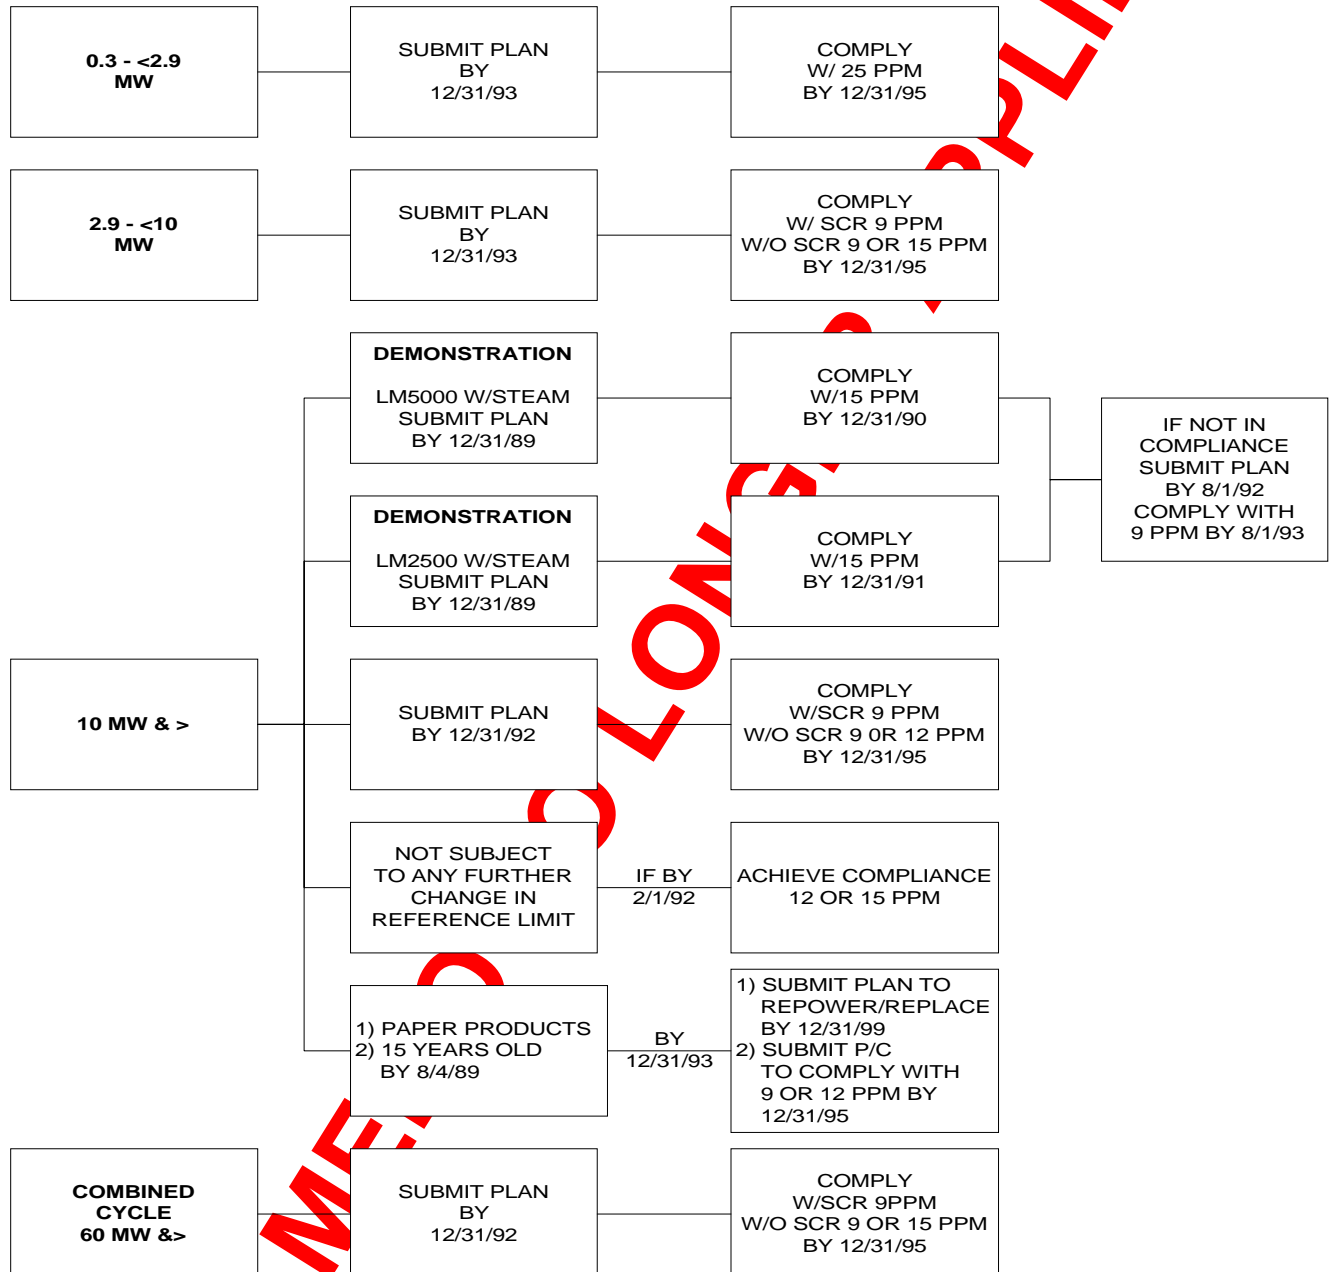 0.3 - <2.9
MW
SUBMIT PLAN
BY
12/31/93
COMPLY
W/ 25 PPM
BY 12/31/95
2.9 - <10
MW
SUBMIT PLAN
BY
12/31/93
COMPLY
W/ SCR 9 PPM
W/O SCR 9 OR 15 PPM
BY 12/31/95
DEMONSTRATION
LM5000 W/STEAM
SUBMIT PLAN
BY 12/31/89
COMPLY
W/15 PPM
BY 12/31/90
DEMONSTRATION
LM2500 W/STEAM
SUBMIT PLAN
BY 12/31/89
COMPLY
W/15 PPM
BY 12/31/91
IF NOT IN
COMPLIANCE
SUBMIT PLAN
BY 8/1/92
COMPLY WITH
9 PPM BY 8/1/93
10 MW & >
SUBMIT PLAN
BY 12/31/92
COMPLY
W/SCR 9 PPM
W/O SCR 9 0R 12 PPM
BY 12/31/95
NOT SUBJECT
TO ANY FURTHER
CHANGE IN
REFERENCE LIMIT
IF BY
2/1/92
ACHIEVE COMPLIANCE
12 OR 15 PPM
1) PAPER PRODUCTS
2) 15 YEARS OLD
BY 8/4/89
BY
12/31/93
1) SUBMIT PLAN TO
REPOWER/REPLACE
BY 12/31/99
2) SUBMIT P/C
TO COMPLY WITH
9 OR 12 PPM BY
12/31/95
COMBINED
CYCLE
60 MW &>
SUBMIT PLAN
BY
12/31/92
COMPLY
W/SCR 9PPM
W/O SCR 9 OR 15 PPM
BY 12/31/95